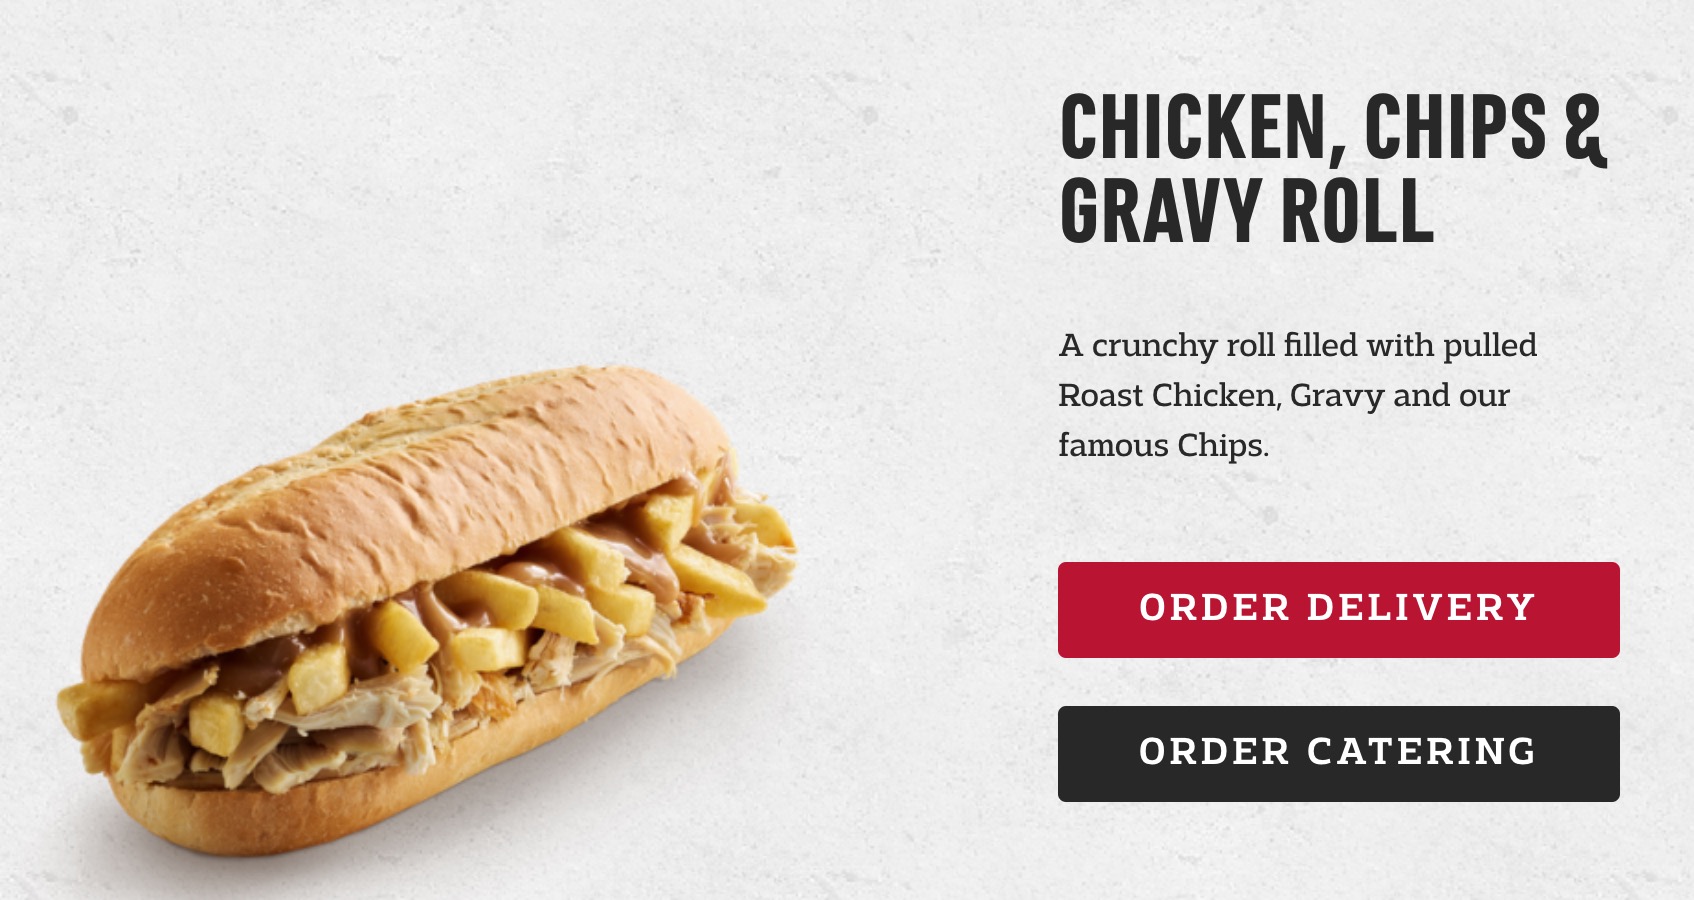 CHICKEN, CHIPS &
GRAVY ROLL
A crunchy roll filled with pulled
Roast Chicken, Gravy and our
famous Chips.
ORDER DELIVERY
ORDER CATERING